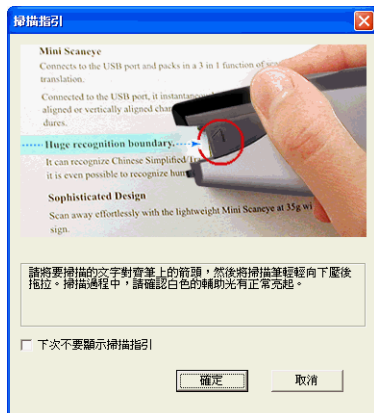 掃描指引
Mini Scaneye
Connects to the USB port and packs in a 3 in 1 function of
translation.
Connected to the USB port, it
aligned or vertically aligned
dures.
Huge recognition boundary.
It can recognize Chinese Simplified
it is even possible to recognize
Sophisticated Design
Scan away effortlessly with the lightweight Mini Scaneye at 35g
sign.
請將要掃描的文字對齊筆上的箭頭，然後將掃描筆輕輕向下壓後
拖拉。掃描過程中，請確認白色的輔助光有正常亮起。
下次不要顯示掃描指引
確定
取消